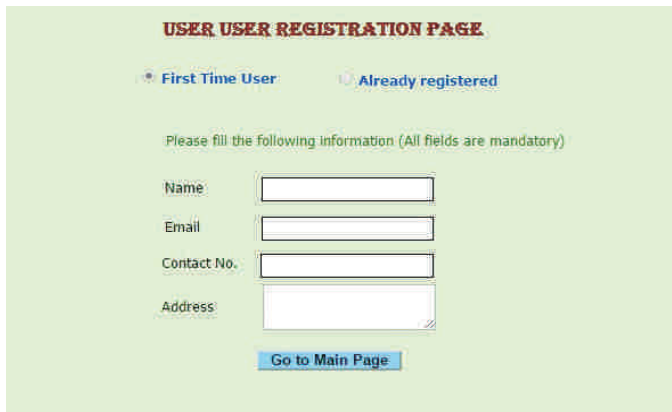 USER USER REGISTRATION PAGE
First Time User Already registered
Please fill the following information (All fields are mandatory)
Name
Email
Contact No.
Address
Go to Main Page